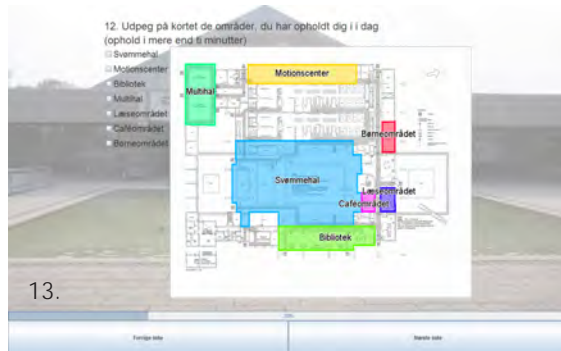 12. Udpeg på kortet de områder, du har opholdt dig i i dag
(ophold i mere end ti minutter)
Svømmehal
Motionscenter
Bibliotek
Multihal
Læseområdet
Caféområdet
Børneområdet
Motionscenter
Multihal
Børneområdet
Svømmehal
Læseområdet
Caféområdet
Bibliotek
13.
Forrige side
Næste side